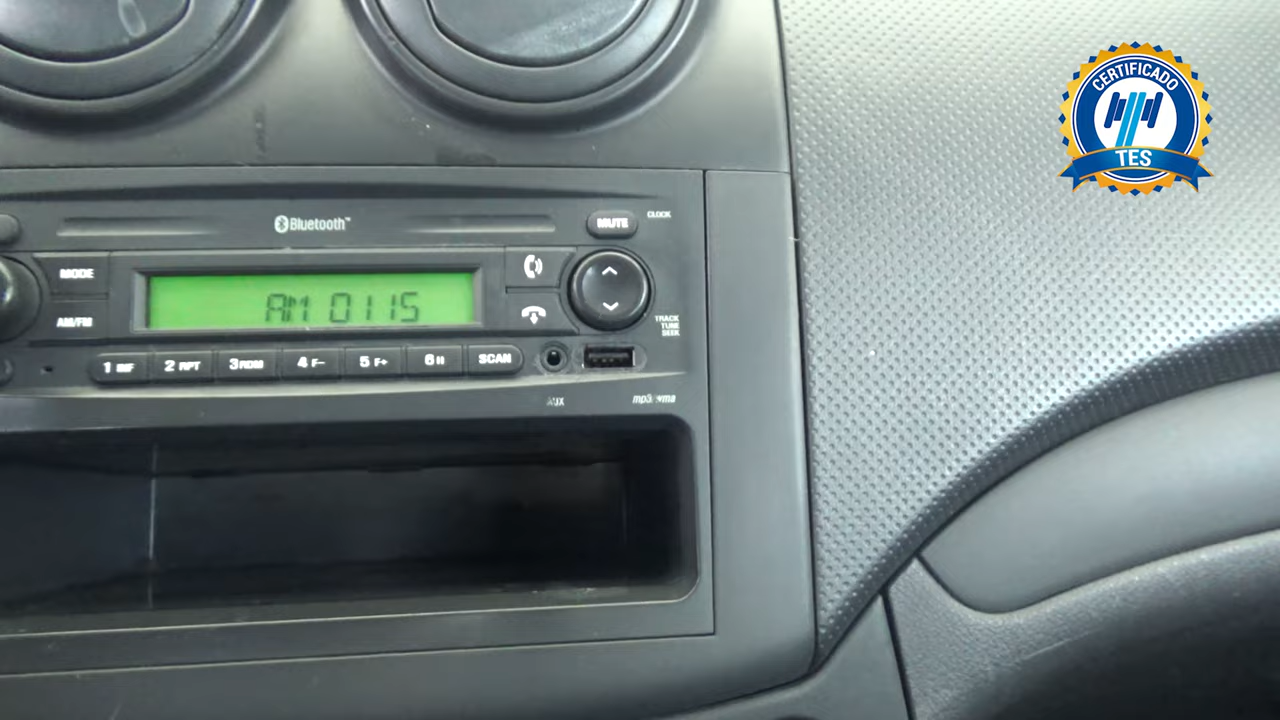 CERTIFICADO
TES
Bluetooth™
MUTE
CLOCK
MODE
AM 0115
AM/FM
TRACK
TUNE
SEEK
1 INF
2 RPT
3 RDM
4 F-
5 F+
6 II
SCAN
AUX
mp3/wma